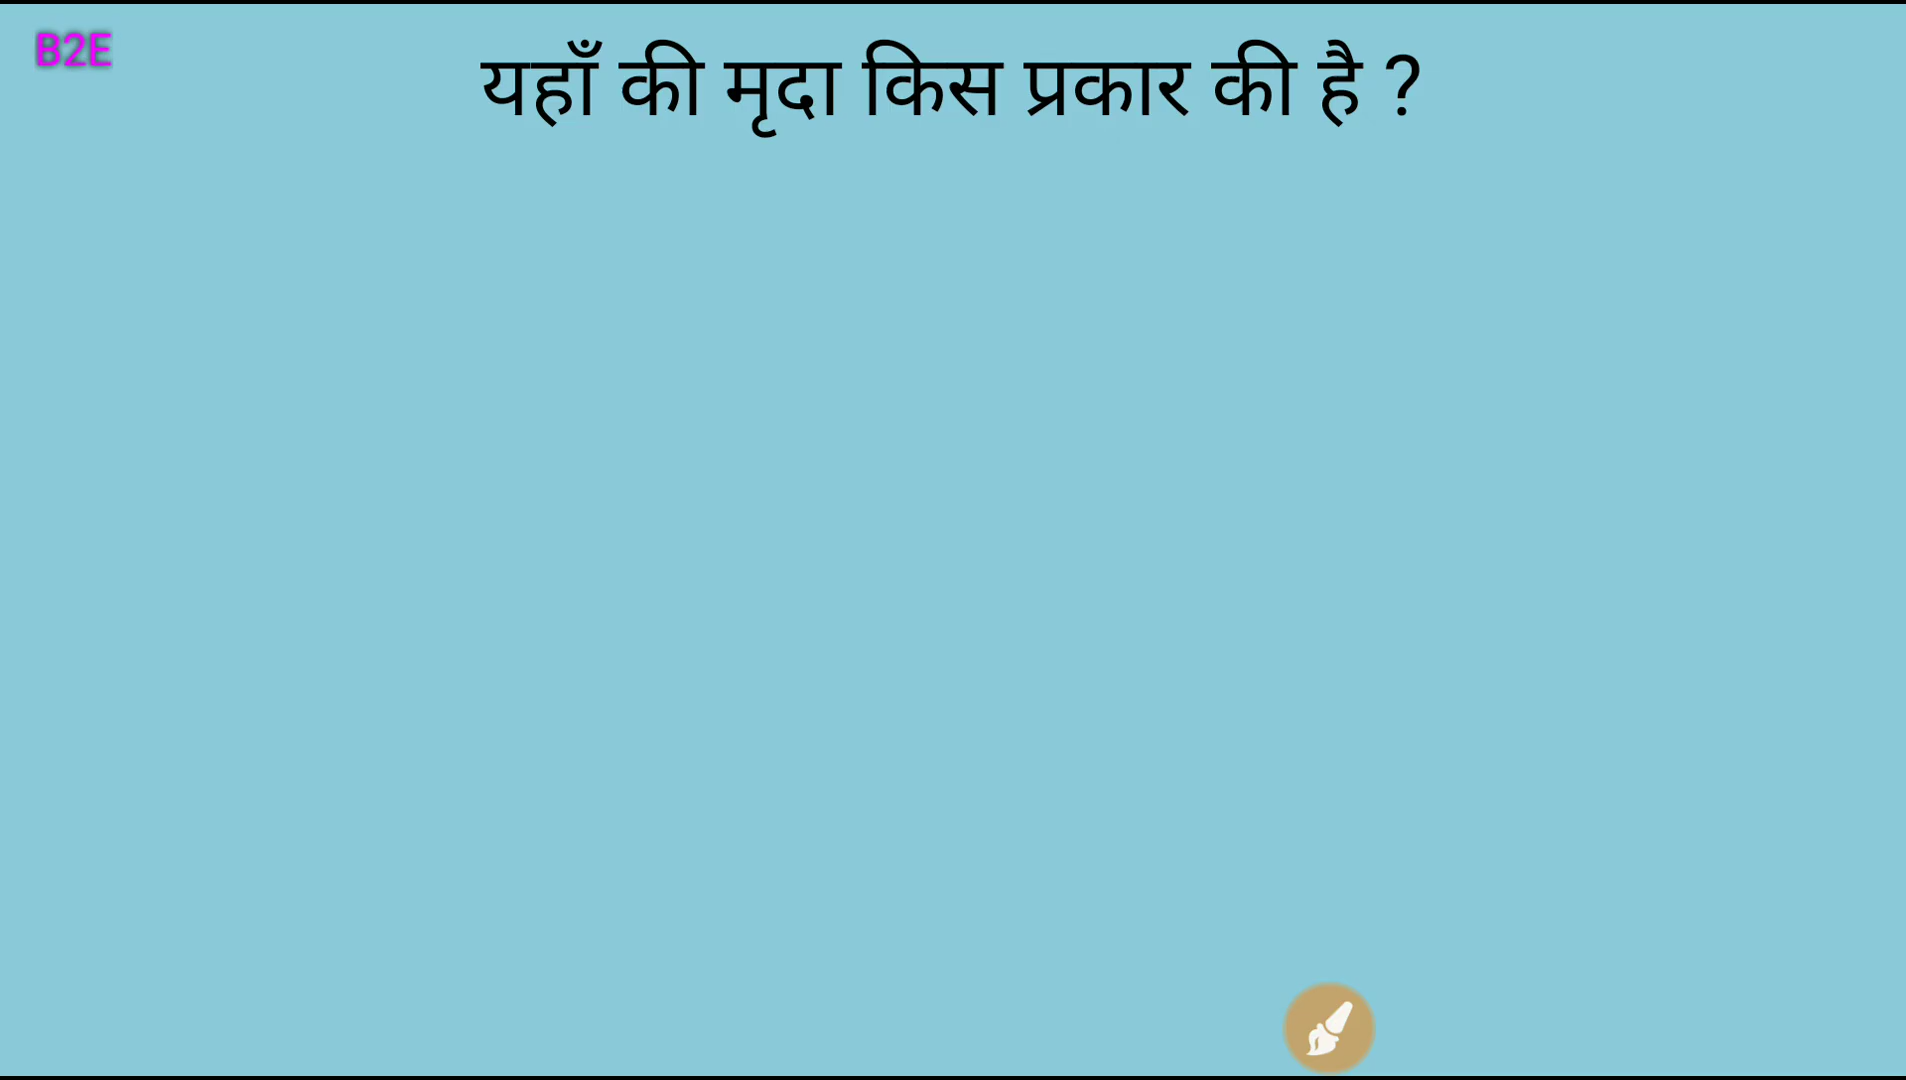 B2E
यहाँ की मृदा किस प्रकार की है ?